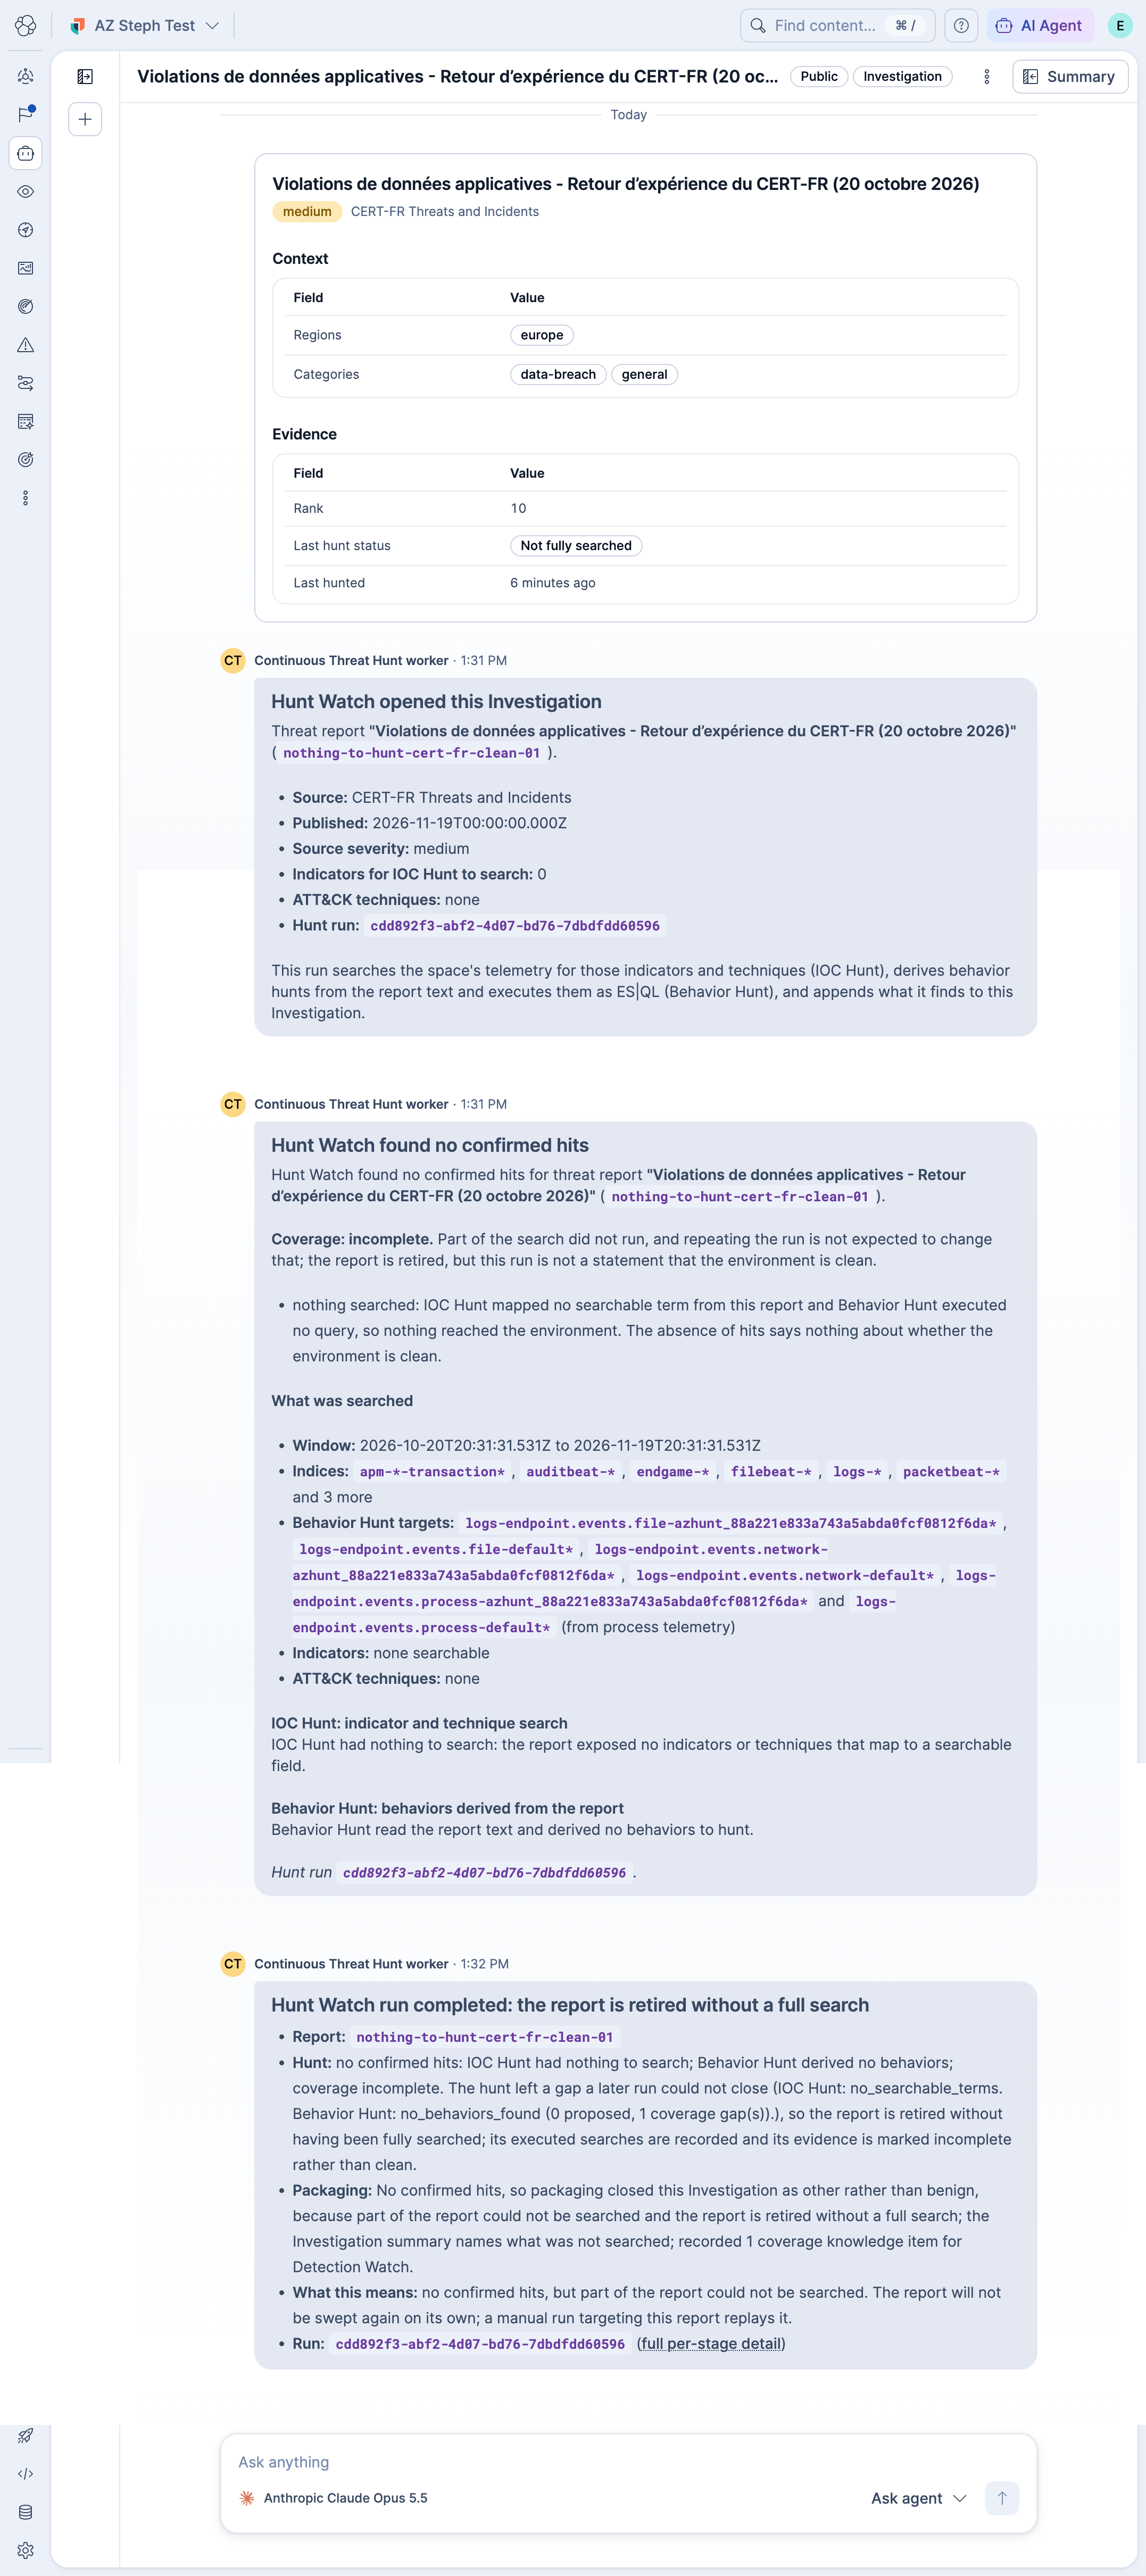 AZ Steph Test
Find content...
⌘ /
AI Agent
E
Violations de données applicatives - Retour d’expérience du CERT-FR (20 oc...
Public
Investigation
Summary
Today
Violations de données applicatives - Retour d’expérience du CERT-FR (20 octobre 2026)
medium
CERT-FR Threats and Incidents
Context
Field Value
Regions europe
Categories data-breach general
Evidence
Field Value
Rank 10
Last hunt status Not fully searched
Last hunted 6 minutes ago
CT Continuous Threat Hunt worker · 1:31 PM
Hunt Watch opened this Investigation
Threat report "Violations de données applicatives - Retour d’expérience du CERT-FR (20 octobre 2026)"
( nothing-to-hunt-cert-fr-clean-01 ).
• Source: CERT-FR Threats and Incidents
• Published: 2026-11-19T00:00:00.000Z
• Source severity: medium
• Indicators for IOC Hunt to search: 0
• ATT&CK techniques: none
• Hunt run: cdd892f3-abf2-4d07-bd76-7dbdfdd60596
This run searches the space's telemetry for those indicators and techniques (IOC Hunt), derives behavior
hunts from the report text and executes them as ES|QL (Behavior Hunt), and appends what it finds to this
Investigation.
CT Continuous Threat Hunt worker · 1:31 PM
Hunt Watch found no confirmed hits
Hunt Watch found no confirmed hits for threat report "Violations de données applicatives - Retour
d’expérience du CERT-FR (20 octobre 2026)" ( nothing-to-hunt-cert-fr-clean-01 ).
Coverage: incomplete. Part of the search did not run, and repeating the run is not expected to change
that; the report is retired, but this run is not a statement that the environment is clean.
• nothing searched: IOC Hunt mapped no searchable term from this report and Behavior Hunt executed
no query, so nothing reached the environment. The absence of hits says nothing about whether the
environment is clean.
What was searched
• Window: 2026-10-20T20:31:31.531Z to 2026-11-19T20:31:31.531Z
• Indices: apm-*-transaction* , auditbeat-* , endgame-* , filebeat-* , logs-* , packetbeat-*
and 3 more
• Behavior Hunt targets: logs-endpoint.events.file-azhunt_88a221e833a743a5abda0fcf0812f6da* ,
logs-endpoint.events.file-default* , logs-endpoint.events.network-
azhunt_88a221e833a743a5abda0fcf0812f6da* , logs-endpoint.events.network-default* , logs-
endpoint.events.process-azhunt_88a221e833a743a5abda0fcf0812f6da* and logs-
endpoint.events.process-default* (from process telemetry)
• Indicators: none searchable
• ATT&CK techniques: none
IOC Hunt: indicator and technique search
IOC Hunt had nothing to search: the report exposed no indicators or techniques that map to a searchable
field.
Behavior Hunt: behaviors derived from the report
Behavior Hunt read the report text and derived no behaviors to hunt.
Hunt run cdd892f3-abf2-4d07-bd76-7dbdfdd60596 .
CT Continuous Threat Hunt worker · 1:32 PM
Hunt Watch run completed: the report is retired without a full search
• Report: nothing-to-hunt-cert-fr-clean-01
• Hunt: no confirmed hits: IOC Hunt had nothing to search; Behavior Hunt derived no behaviors;
coverage incomplete. The hunt left a gap a later run could not close (IOC Hunt: no_searchable_terms.
Behavior Hunt: no_behaviors_found (0 proposed, 1 coverage gap(s)).), so the report is retired without
having been fully searched; its executed searches are recorded and its evidence is marked incomplete
rather than clean.
• Packaging: No confirmed hits, so packaging closed this Investigation as other rather than benign,
because part of the report could not be searched and the report is retired without a full search; the
Investigation summary names what was not searched; recorded 1 coverage knowledge item for
Detection Watch.
• What this means: no confirmed hits, but part of the report could not be searched. The report will not
be swept again on its own; a manual run targeting this report replays it.
• Run: cdd892f3-abf2-4d07-bd76-7dbdfdd60596 (full per-stage detail)
Ask anything
Anthropic Claude Opus 5.5
Ask agent